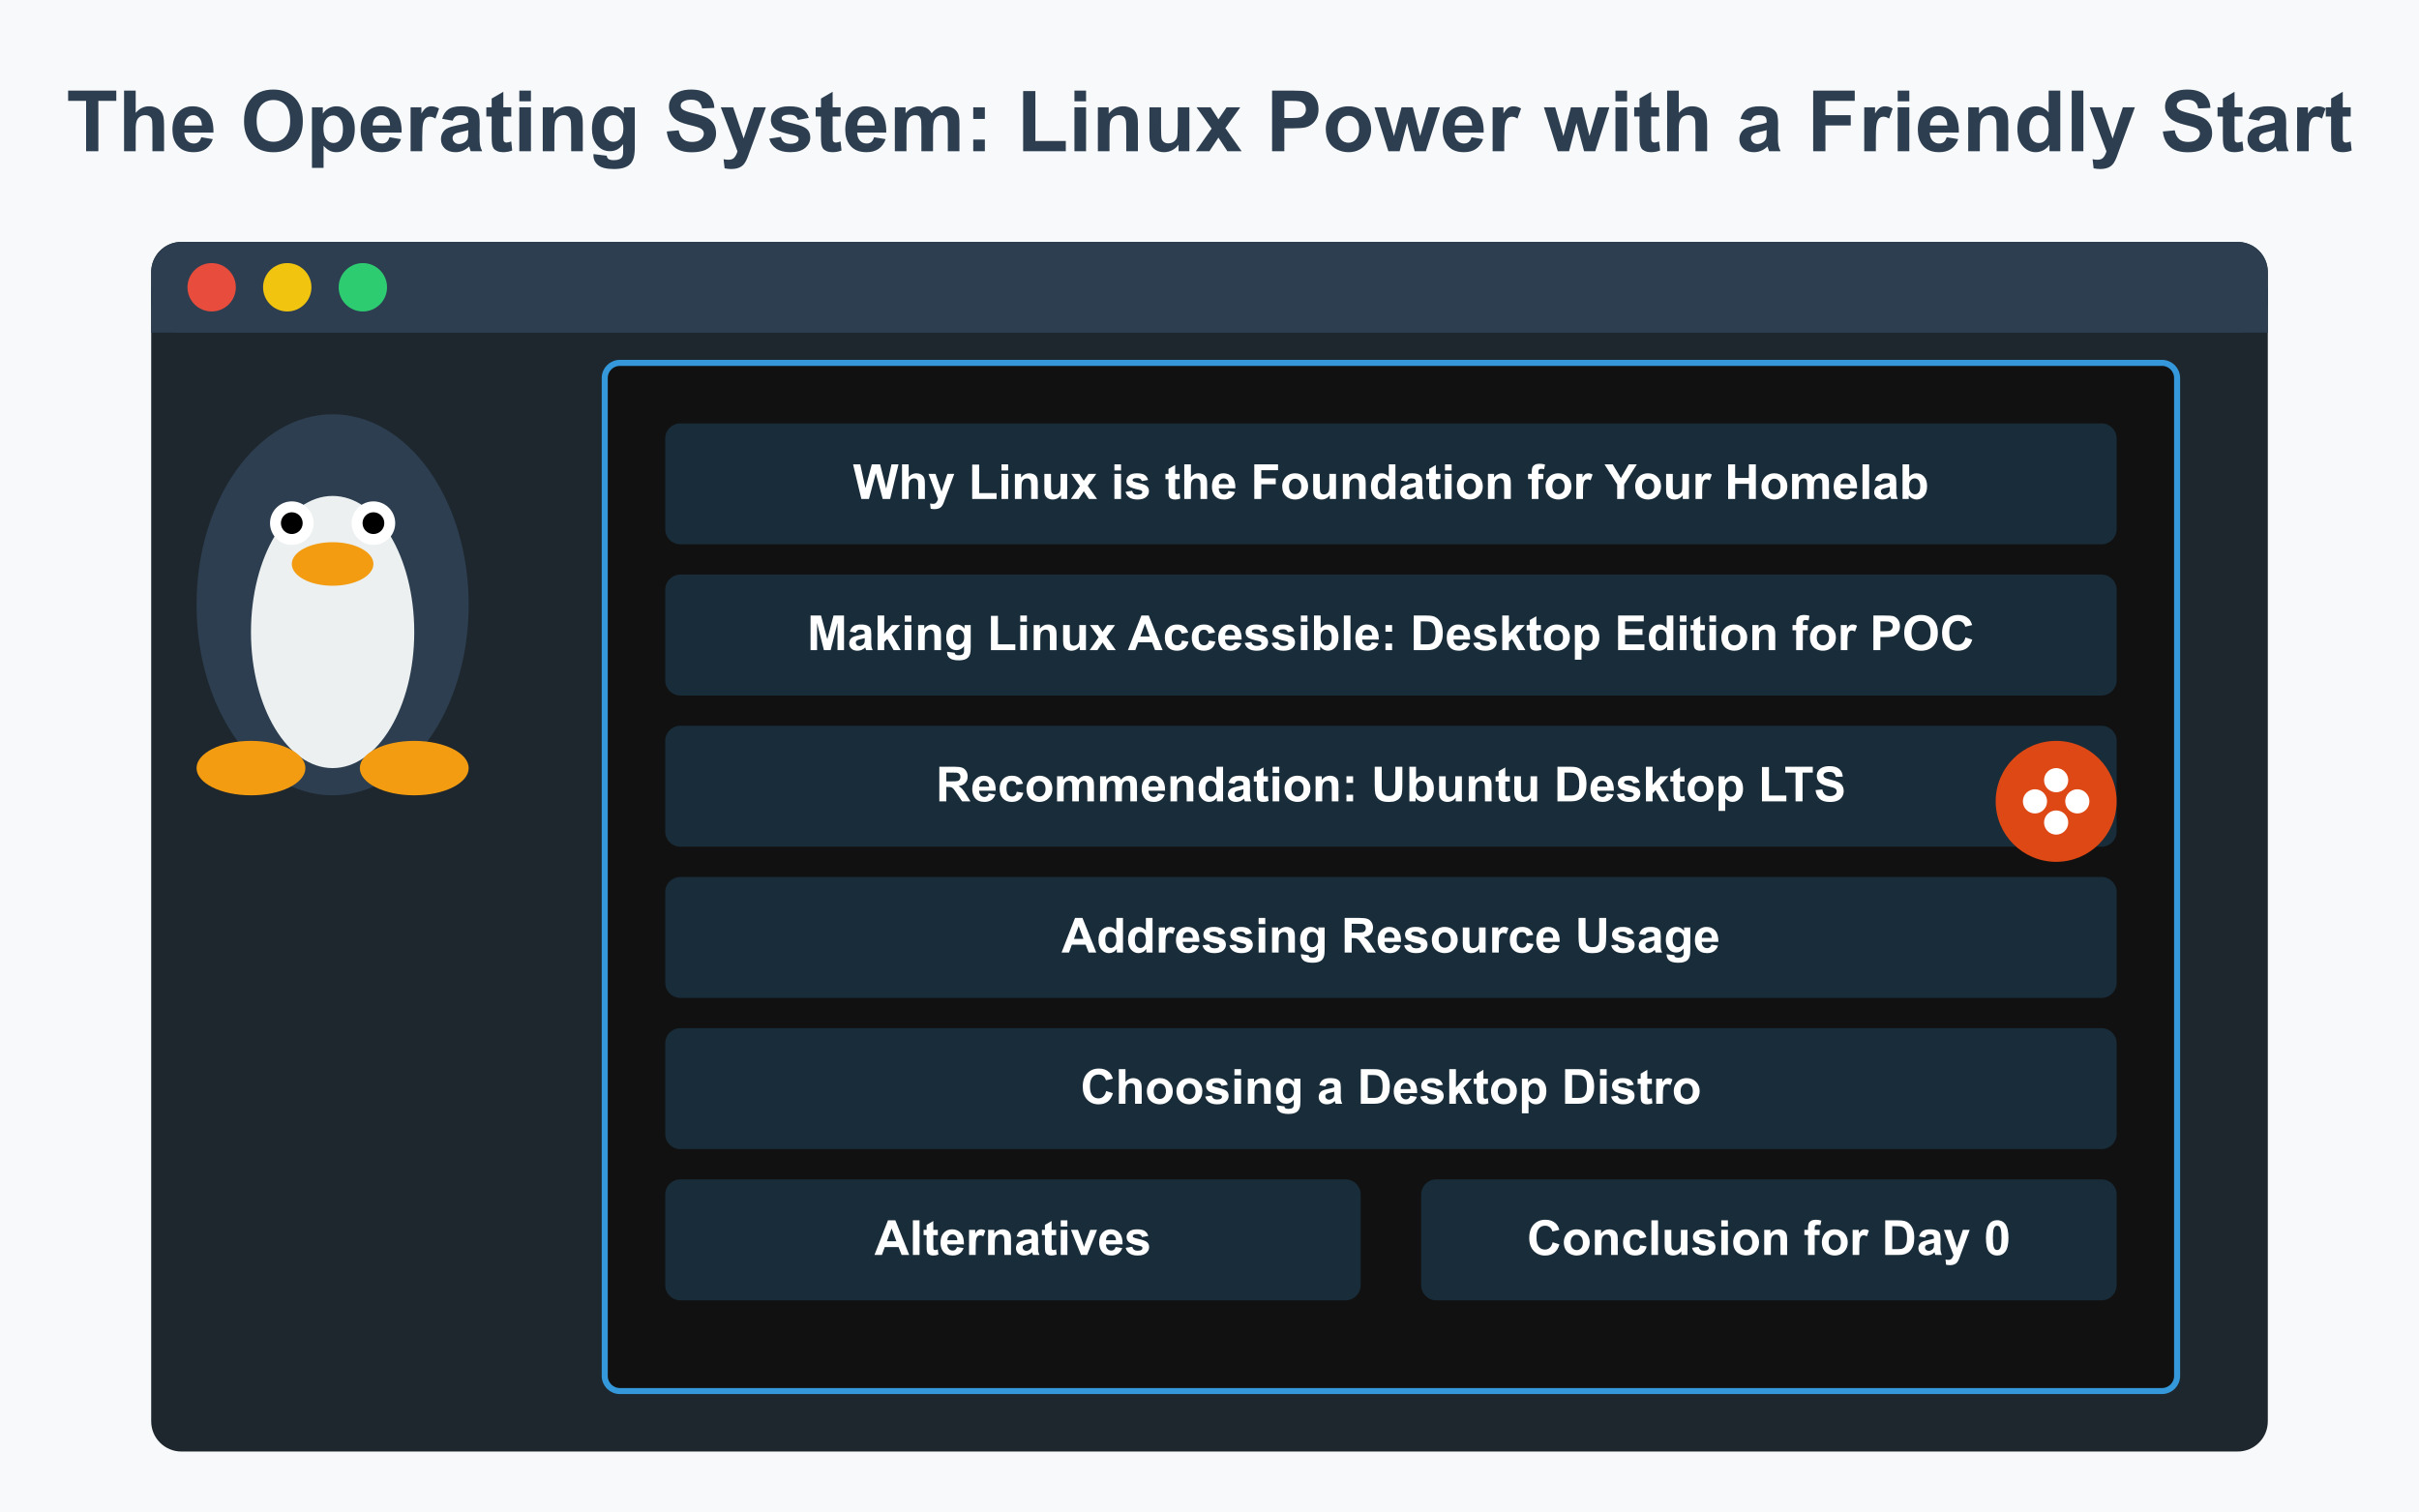 The Operating System: Linux Power with a Friendly Start
Why Linux is the Foundation for Your Homelab
Making Linux Accessible: Desktop Edition for POC
Recommendation: Ubuntu Desktop LTS
Addressing Resource Usage
Choosing a Desktop Distro
Alternatives
Conclusion for Day 0